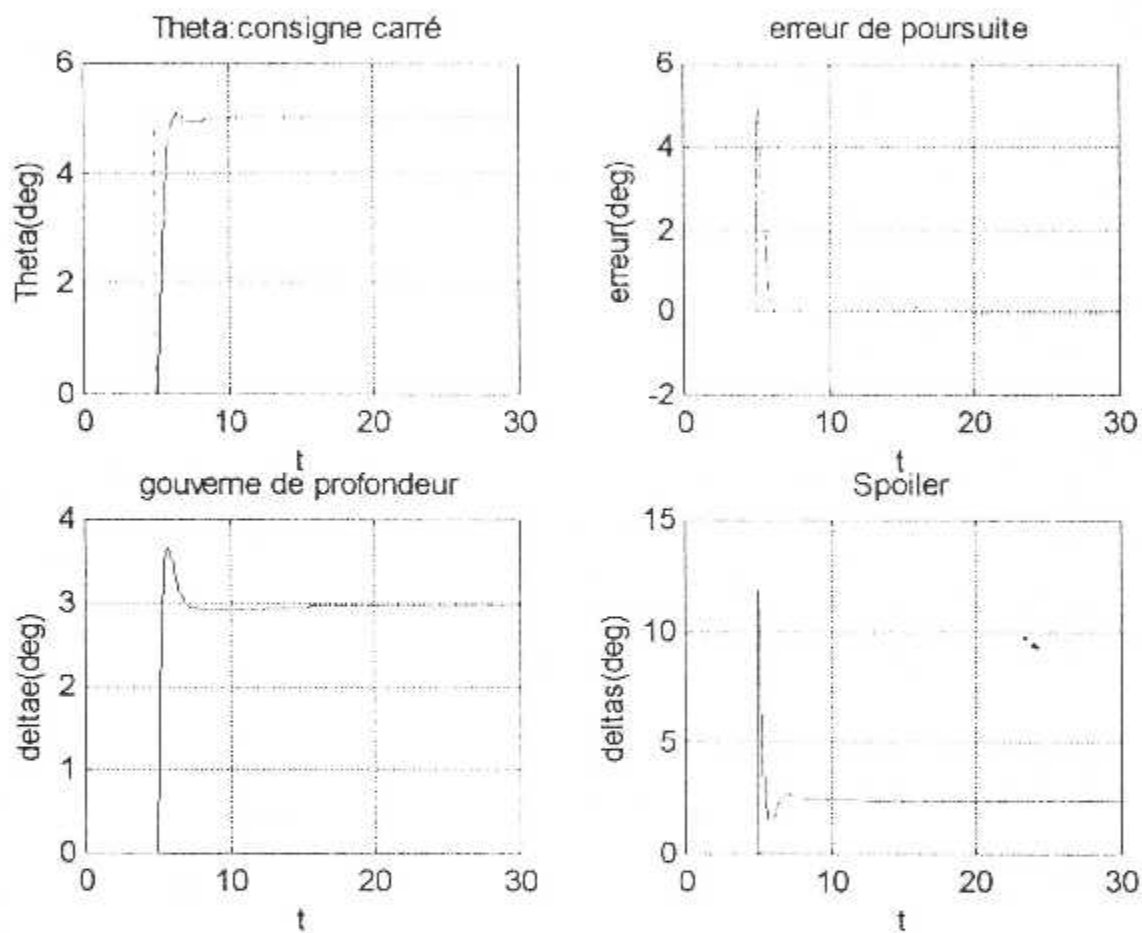 Theta:consigne carré
6
4
2
0
Theta(deg)
0 10 20 30
t
erreur de poursuite
6
4
2
0
-2
erreur(deg)
0 10 20 30
t
gouverne de profondeur
4
3
2
1
0
deltae(deg)
0 10 20 30
t
Spoiler
15
10
5
0
deltas(deg)
0 10 20 30
t